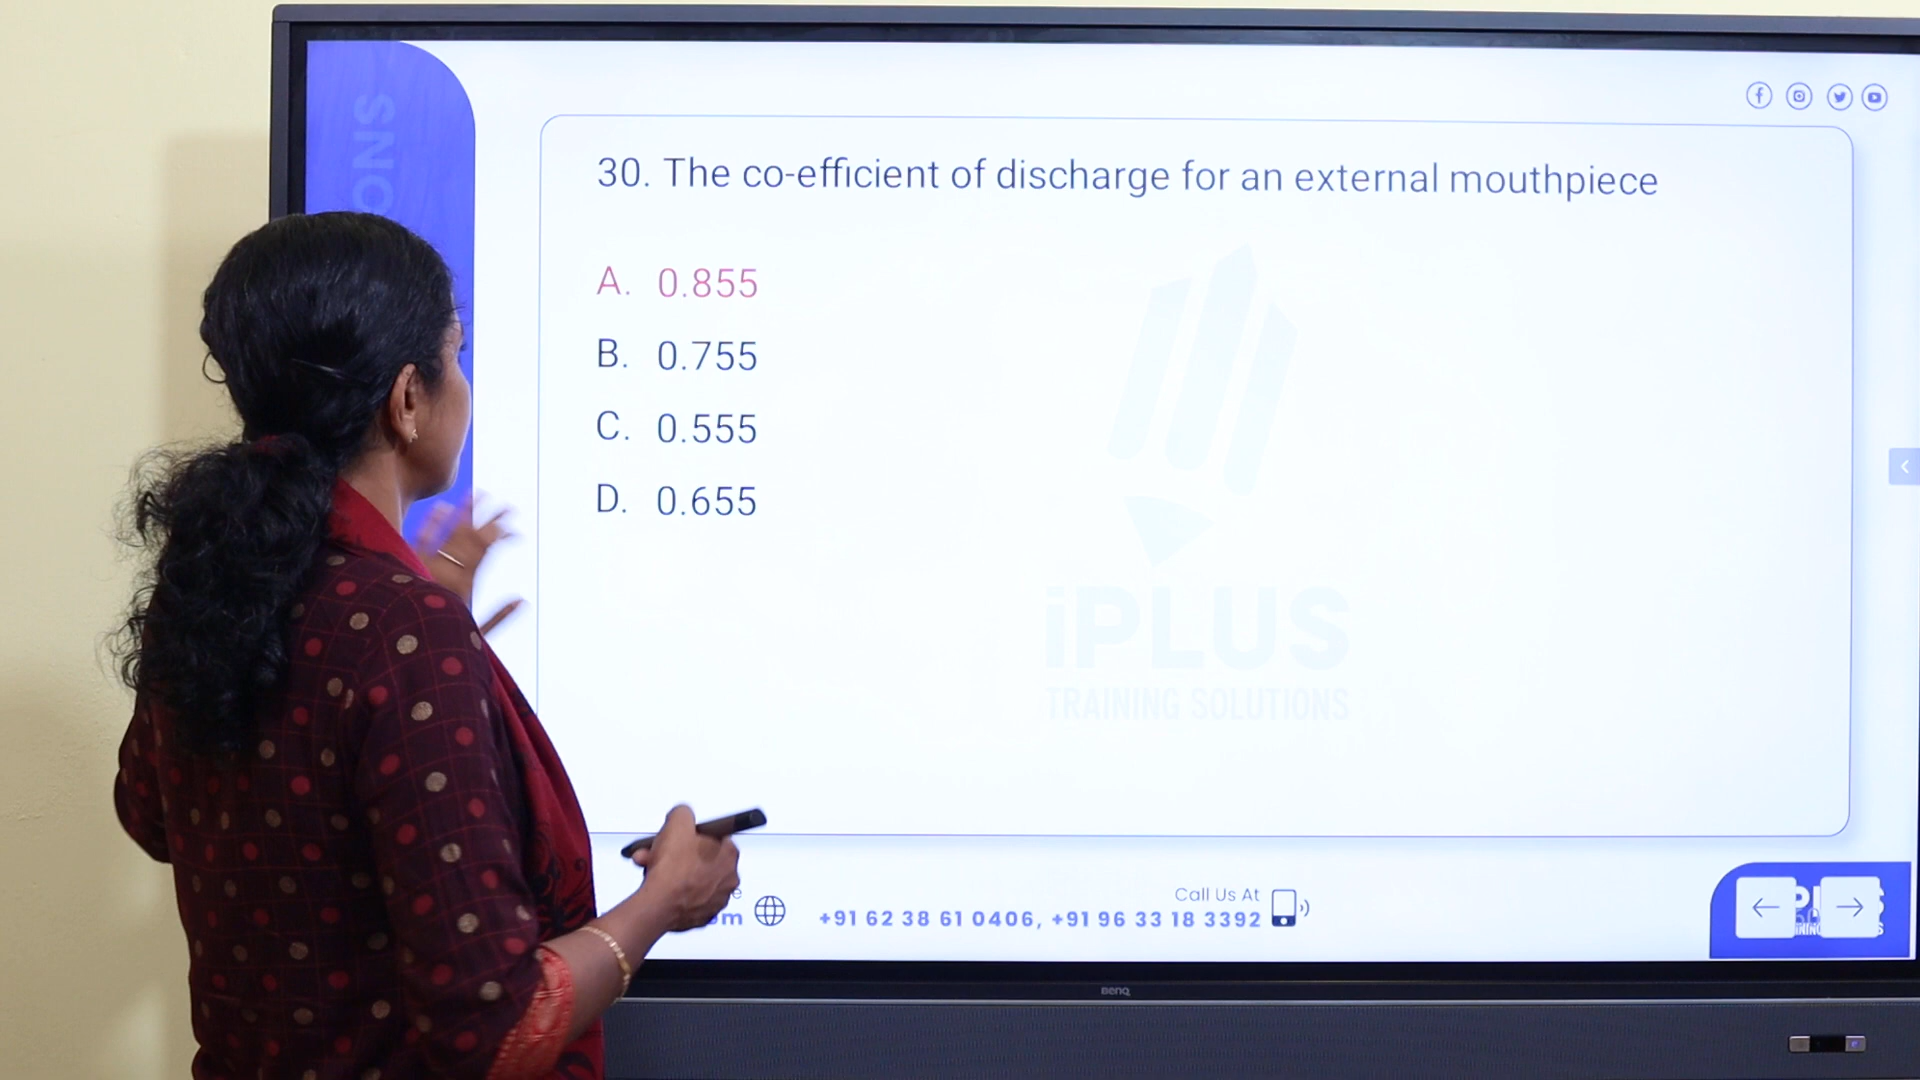 ONS
30. The co-efficient of discharge for an external mouthpiece
A. 0.855
B. 0.755
C. 0.555
D. 0.655
iPLUS
TRAINING SOLUTIONS
Call Us At
+91 62 38 61 0406, +91 96 33 18 3392
BenQ